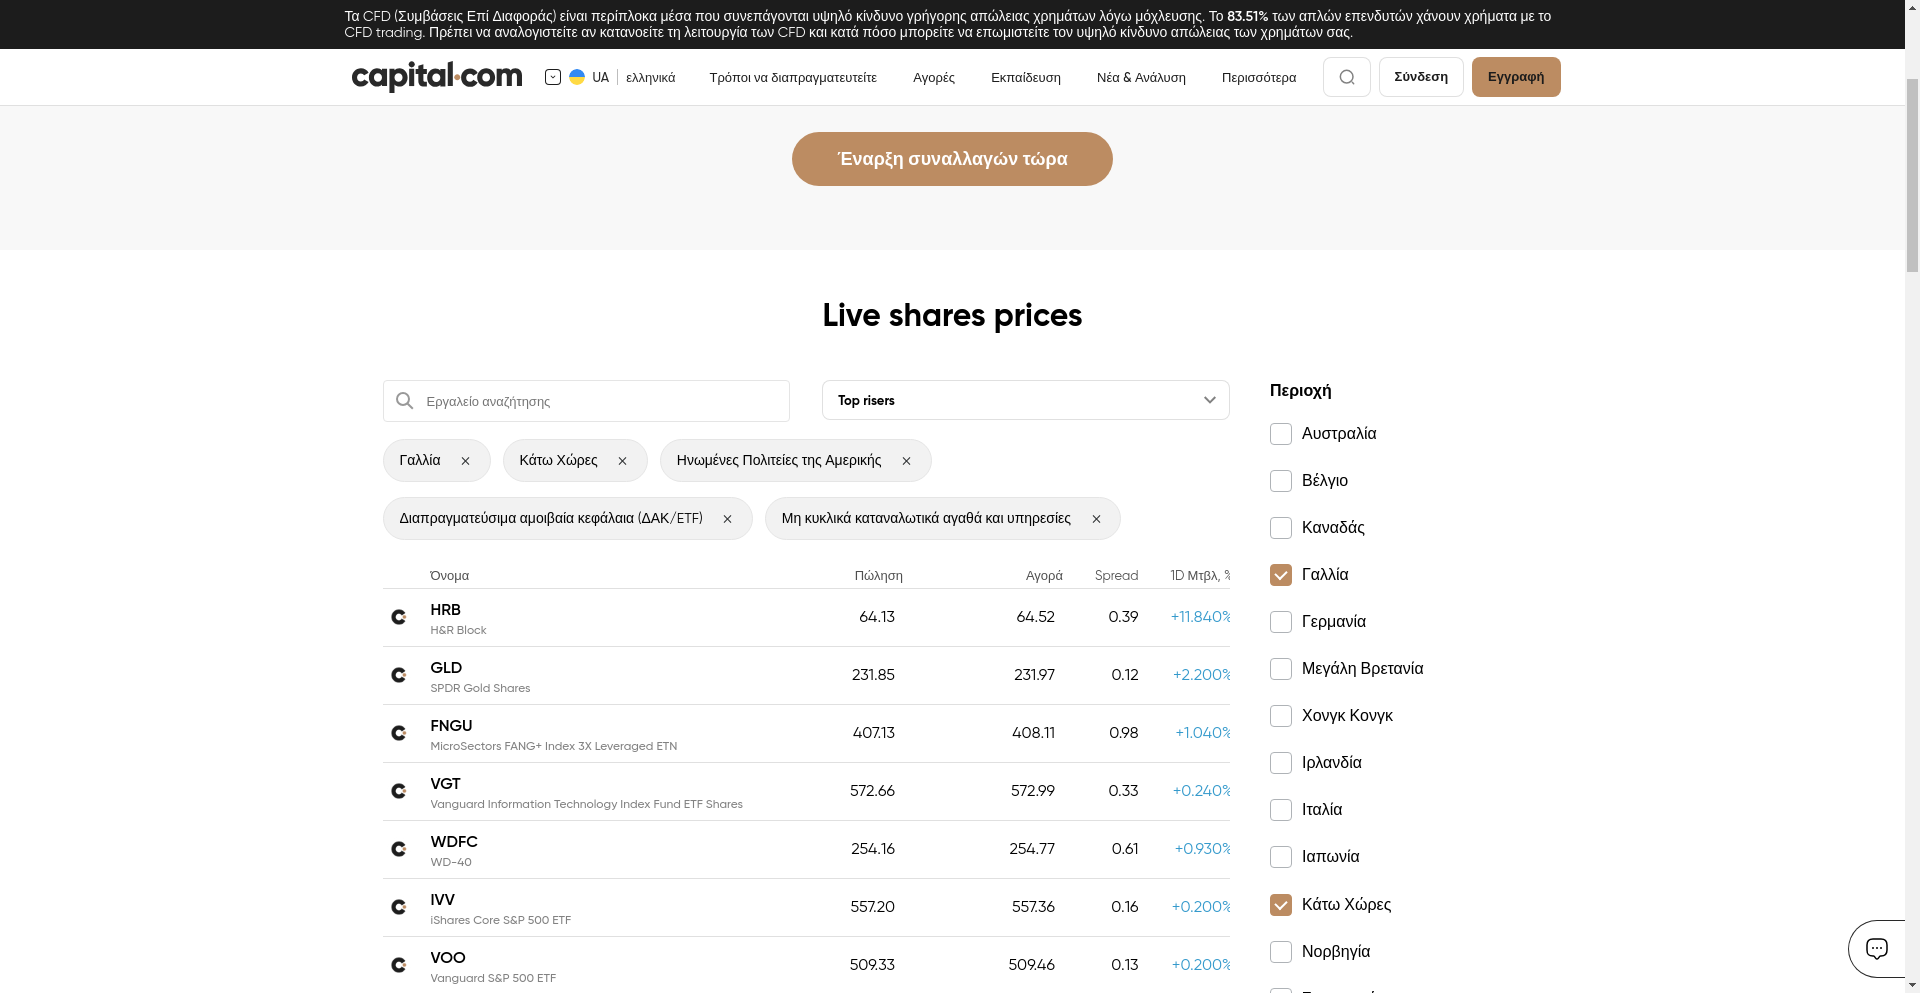 Τα CFD (Συμβάσεις Επί Διαφοράς) είναι περίπλοκα μέσα που συνεπάγονται υψηλό κίνδυνο γρήγορης απώλειας χρημάτων λόγω μόχλευσης. Το 83.51% των απλών επενδυτών χάνουν χρήματα με το
CFD trading. Πρέπει να αναλογιστείτε αν κατανοείτε τη λειτουργία των CFD και κατά πόσο μπορείτε να επωμιστείτε τον υψηλό κίνδυνο απώλειας των χρημάτων σας.
capital.com UA ελληνικά Τρόποι να διαπραγματευτείτε Αγορές Εκπαίδευση Νέα & Ανάλυση Περισσότερα Σύνδεση Εγγραφή
Έναρξη συναλλαγών τώρα
Live shares prices
Εργαλείο αναζήτησης
Top risers
Γαλλία
Κάτω Χώρες
Ηνωμένες Πολιτείες της Αμερικής
Διαπραγματεύσιμα αμοιβαία κεφάλαια (ΔΑΚ/ETF)
Μη κυκλικά καταναλωτικά αγαθά και υπηρεσίες
Όνομα Πώληση Αγορά Spread 1D Μτβλ, %
HRB 64.13 64.52 0.39 +11.840%
H&R Block
GLD 231.85 231.97 0.12 +2.200%
SPDR Gold Shares
FNGU 407.13 408.11 0.98 +1.040%
MicroSectors FANG+ Index 3X Leveraged ETN
VGT 572.66 572.99 0.33 +0.240%
Vanguard Information Technology Index Fund ETF Shares
WDFC 254.16 254.77 0.61 +0.930%
WD-40
IVV 557.20 557.36 0.16 +0.200%
iShares Core S&P 500 ETF
VOO 509.33 509.46 0.13 +0.200%
Vanguard S&P 500 ETF
Περιοχή
Αυστραλία
Βέλγιο
Καναδάς
Γαλλία
Γερμανία
Μεγάλη Βρετανία
Χονγκ Κονγκ
Ιρλανδία
Ιταλία
Ιαπωνία
Κάτω Χώρες
Νορβηγία